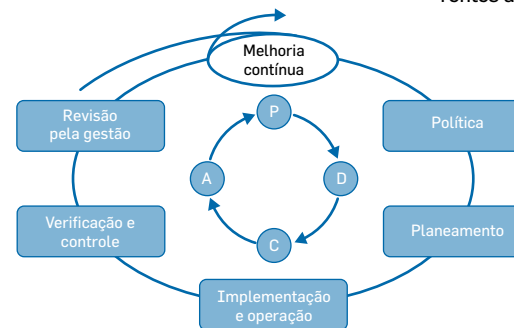 Melhoria
contínua
Revisão
pela gestão
Política
P
A
D
C
Verificação e
controle
Planeamento
Implementação
e operação